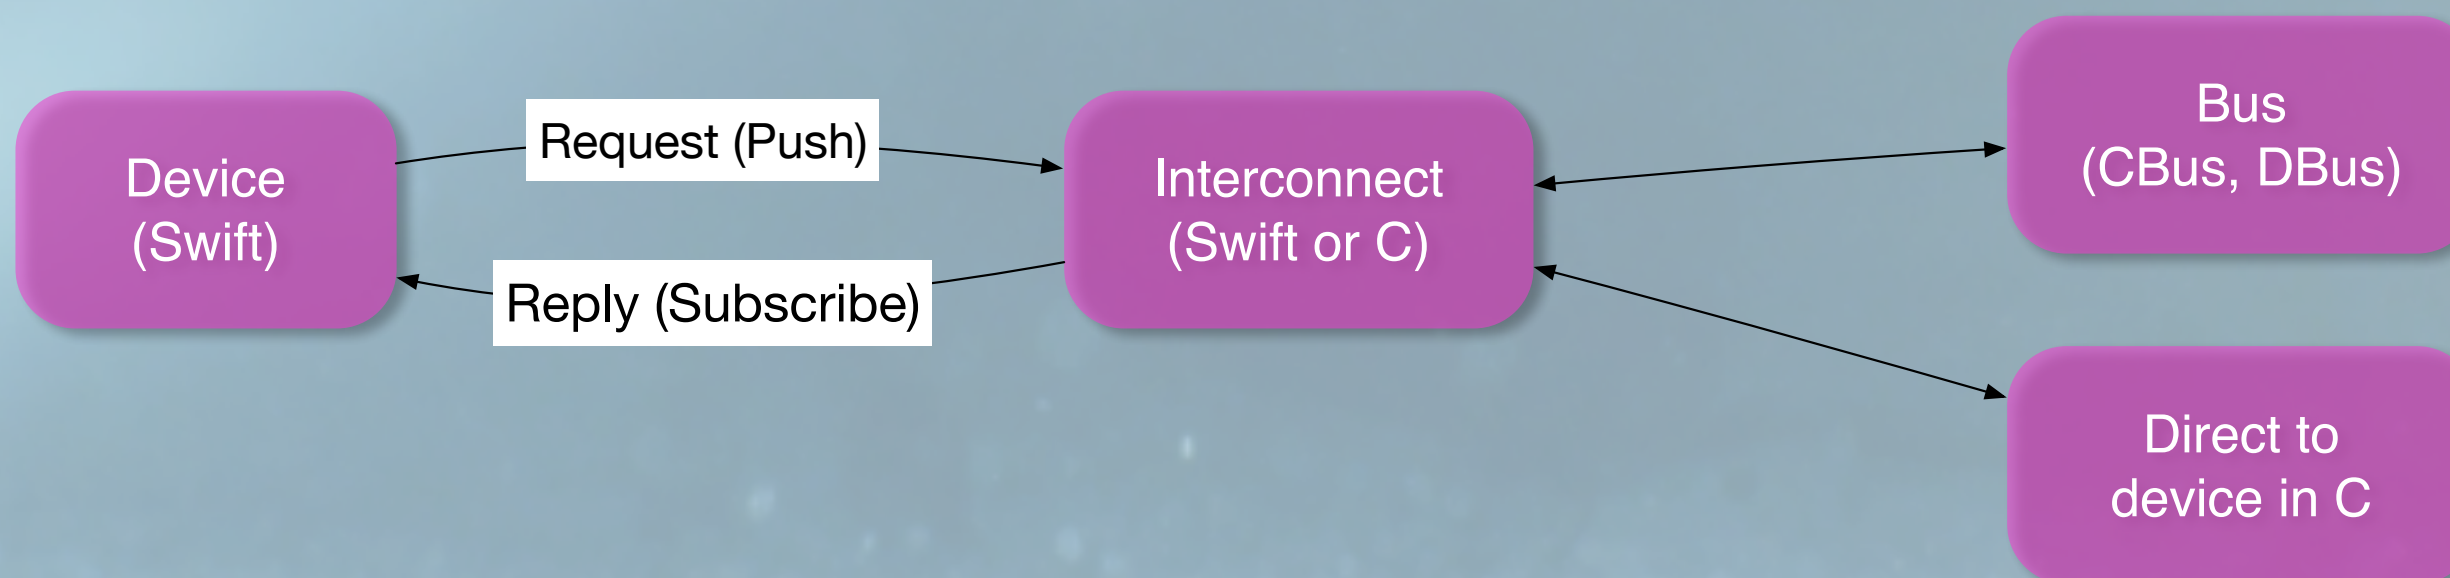 Device
(Swift)
Request (Push)
Reply (Subscribe)
Interconnect
(Swift or C)
Bus
(CBus, DBus)
Direct to
device in C